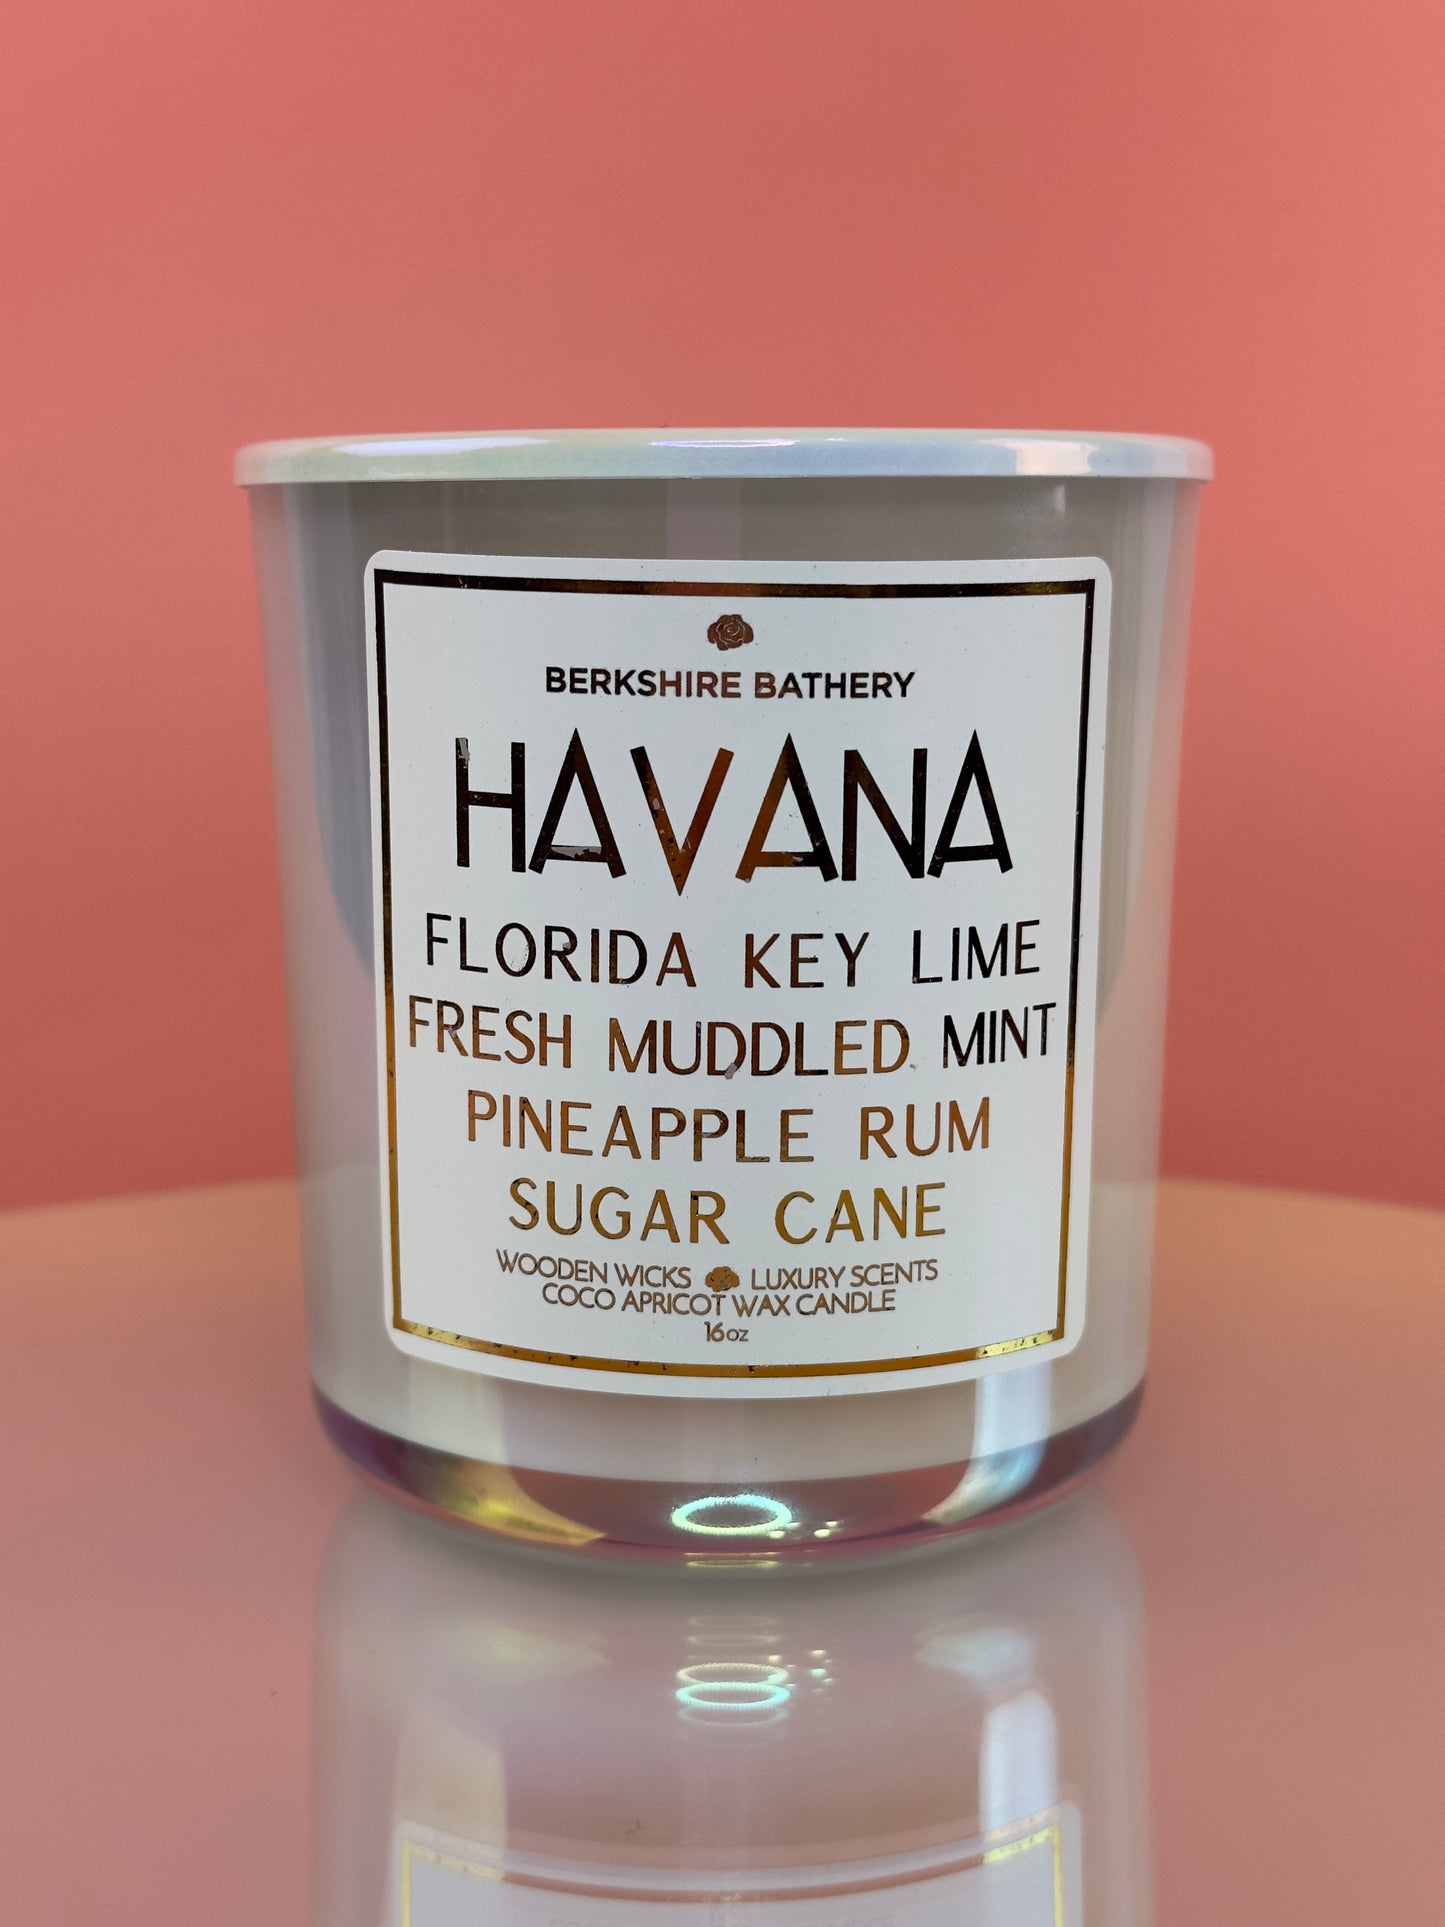 BERKSHIRE BATHERY
HAVANA
FLORIDA KEY LIME
FRESH MUDDLED MINT
PINEAPPLE RUM
SUGAR CANE
WOODEN WICKS LUXURY SCENTS
COCO APRICOT WAX CANDLE
16oz